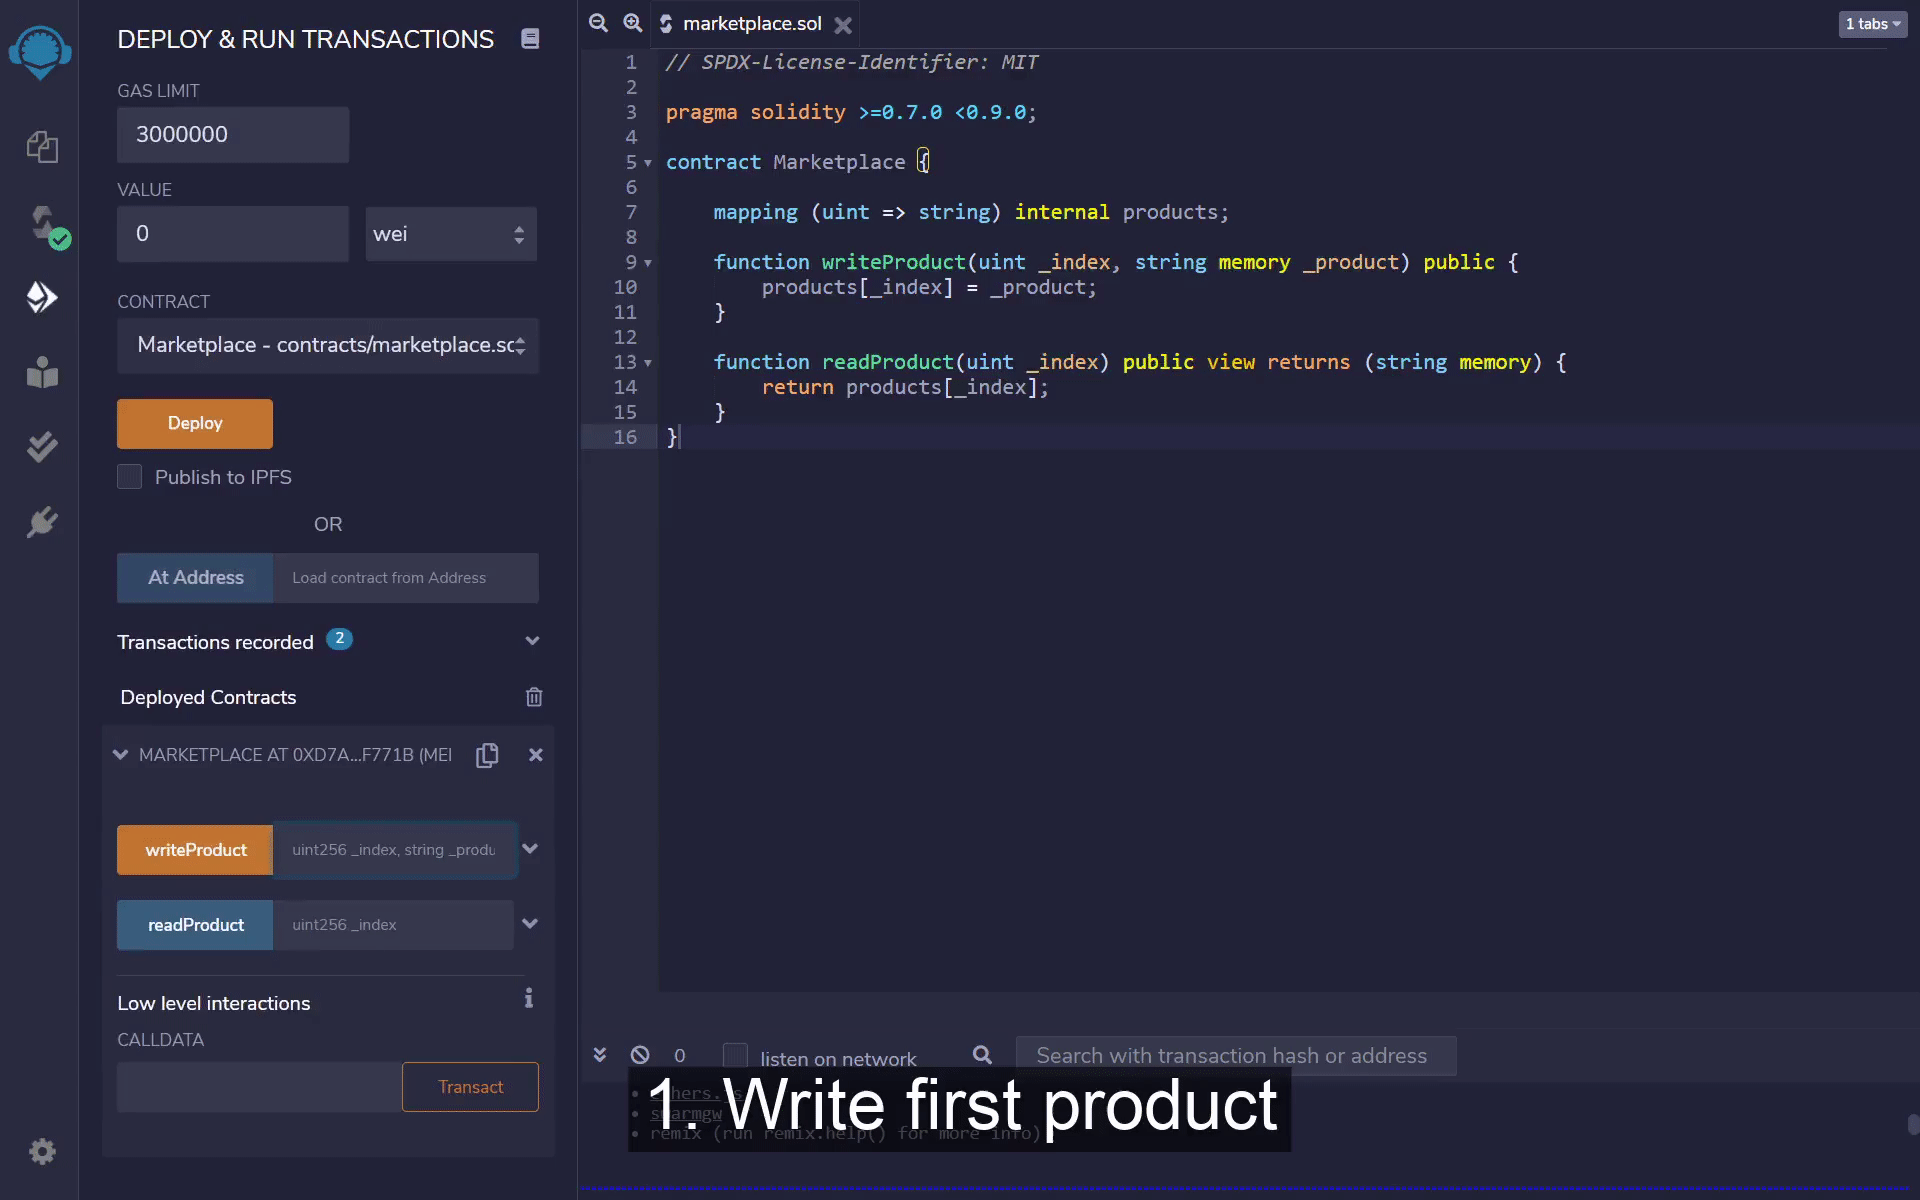 DEPLOY & RUN TRANSACTIONS
GAS LIMIT
3000000
VALUE
0
wei
CONTRACT
Marketplace - contracts/marketplace.sc
Deploy
Publish to IPFS
OR
At Address
Load contract from Address
Transactions recorded 2
Deployed Contracts
MARKETPLACE AT 0XD7A...F771B (MEI
writeProduct
uint256 _index, string _produ
readProduct
uint256 _index
Low level interactions
CALLDATA
Transact
marketplace.sol
1 tabs
1 // SPDX-License-Identifier: MIT
2
3 pragma solidity >=0.7.0 <0.9.0;
4
5 contract Marketplace {
6
7 mapping (uint => string) internal products;
8
9 function writeProduct(uint _index, string memory _product) public {
10 products[_index] = _product;
11 }
12
13 function readProduct(uint _index) public view returns (string memory) {
14 return products[_index];
15 }
16 }
0
listen on network
Search with transaction hash or address
swarmgw
remix (run remix.help() for more info)
1. Write first product